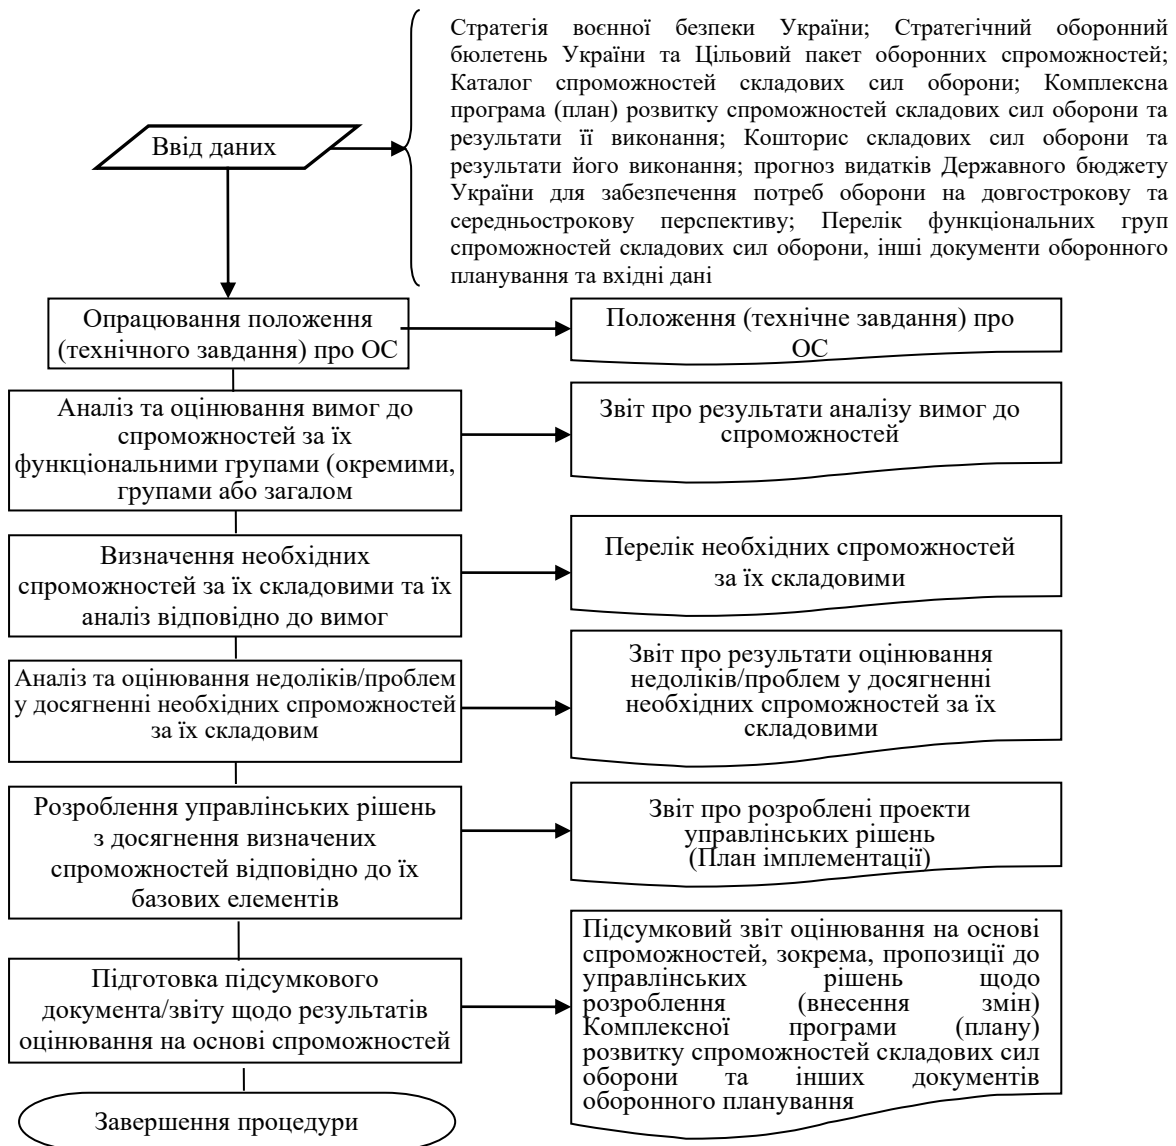 Стратегія воєнної безпеки України; Стратегічний оборонний
бюлетень України та Цільовий пакет оборонних спроможностей;
Каталог спроможностей складових сил оборони; Комплексна
програма (план) розвитку спроможностей складових сил оборони та
результати її виконання; Кошторис складових сил оборони та
результати його виконання; прогноз видатків Державного бюджету
України для забезпечення потреб оборони на довгострокову та
середньострокову перспективу; Перелік функціональних груп
спроможностей складових сил оборони, інші документи оборонного
планування та вхідні дані
Ввід даних
Опрацювання положення
(технічного завдання) про ОС
Положення (технічне завдання) про
ОС
Аналіз та оцінювання вимог до
спроможностей за їх
функціональними групами (окремими,
групами або загалом
Звіт про результати аналізу вимог до
спроможностей
Визначення необхідних
спроможностей за їх складовими та їх
аналіз відповідно до вимог
Перелік необхідних спроможностей
за їх складовими
Аналіз та оцінювання недоліків/проблем
у досягненні необхідних спроможностей
за їх складовим
Звіт про результати оцінювання
недоліків/проблем у досягненні
необхідних спроможностей за їх
складовими
Розроблення управлінських рішень
з досягнення визначених
спроможностей відповідно до їх
базових елементів
Звіт про розроблені проекти
управлінських рішень
(План імплементації)
Підготовка підсумкового
документа/звіту щодо результатів
оцінювання на основі спроможностей
Підсумковий звіт оцінювання на основі
спроможностей, зокрема, пропозиції до
управлінських рішень щодо
розроблення (внесення змін)
Комплексної програми (плану)
розвитку спроможностей складових сил
оборони та інших документів
оборонного планування
Завершення процедури